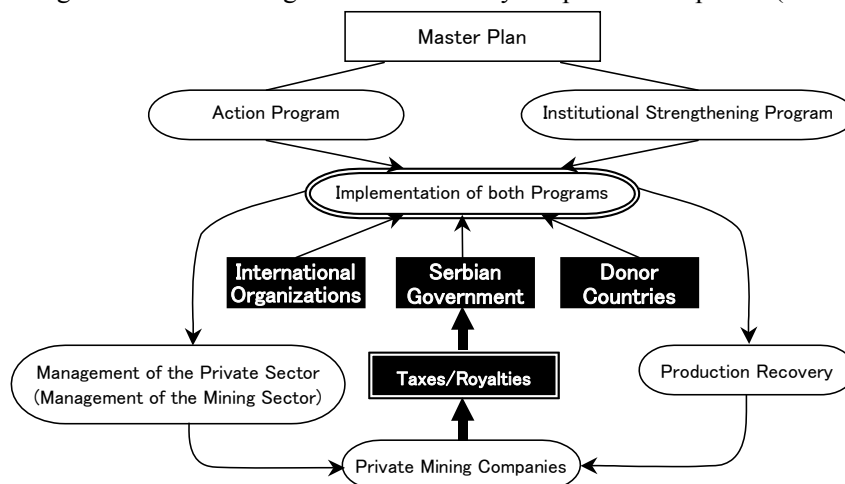 Master Plan
Action Program
Institutional Strengthening Program
Implementation of both Programs
International
Organizations
Serbian
Government
Donor
Countries
Management of the Private Sector
(Management of the Mining Sector)
Taxes/Royalties
Production Recovery
Private Mining Companies